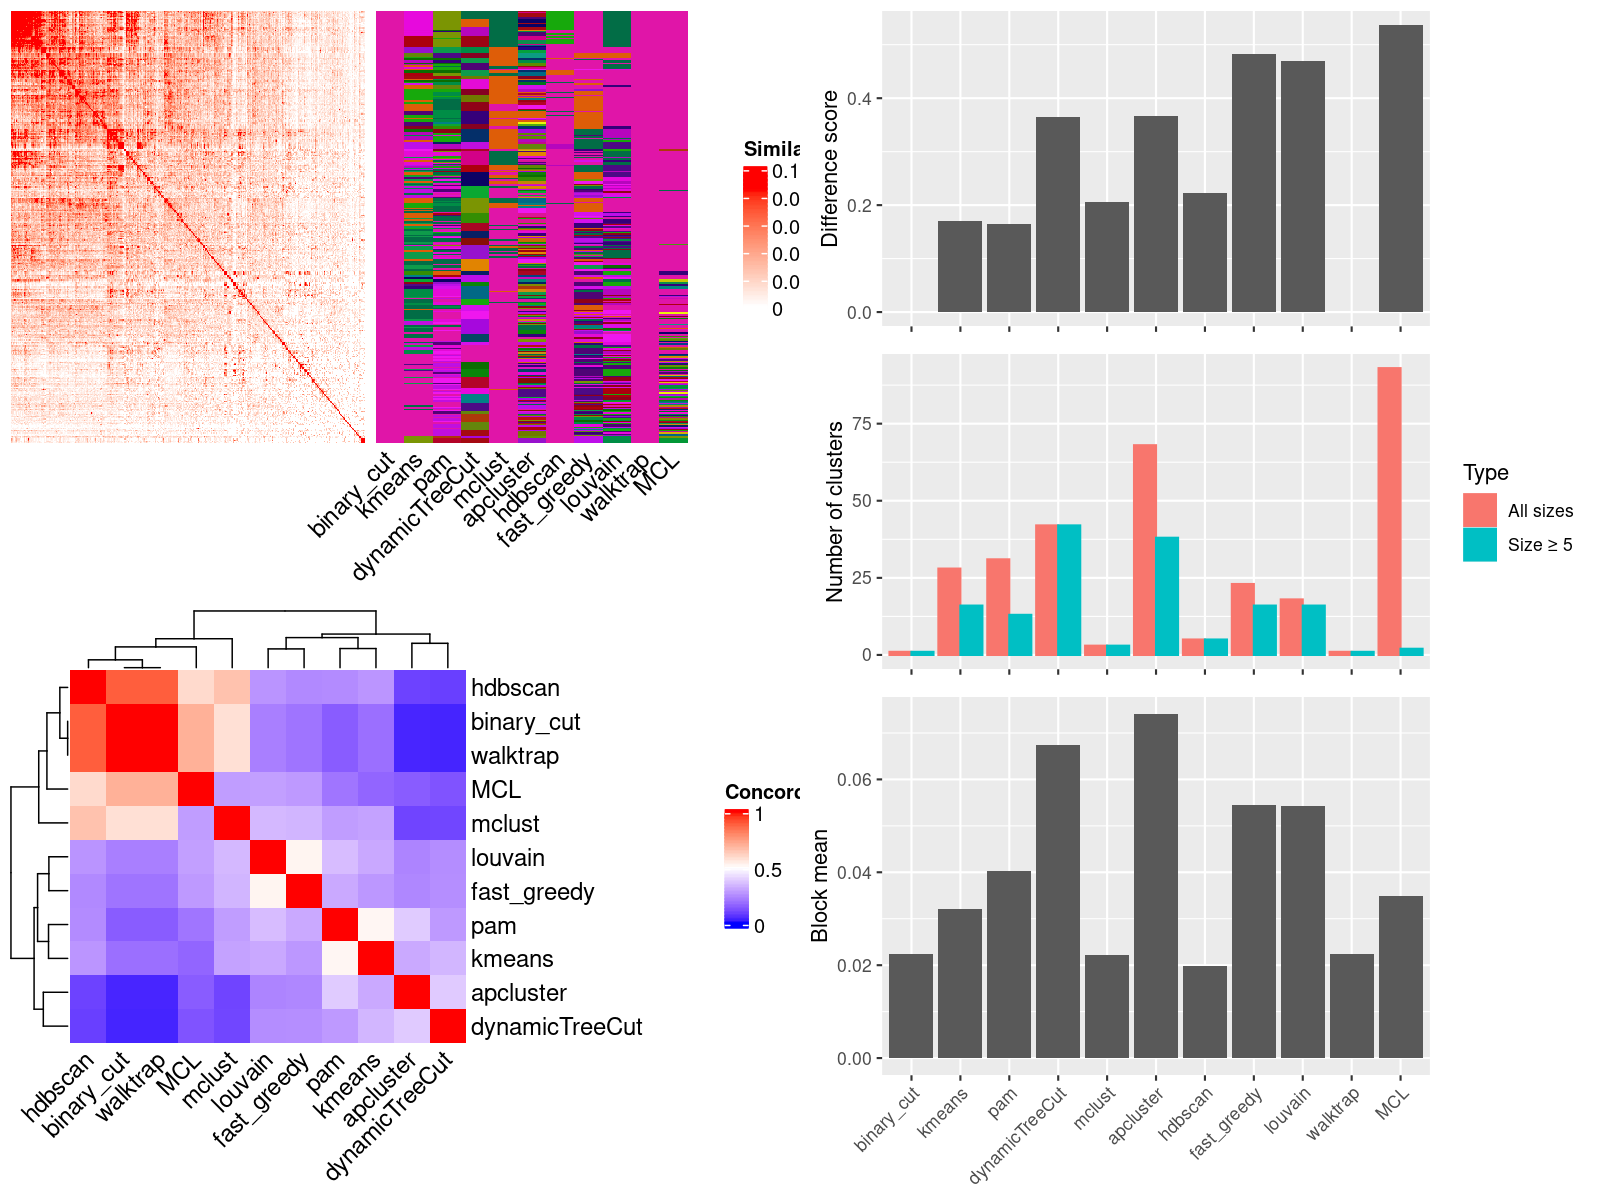 Simila
0.1
0.0
0.0
0.0
0.0
0
binary_cut
kmeans
pam
dynamicTreeCut
mclust
apcluster
hdbscan
fast_greedy
louvain
walktrap
MCL
hdbscan
binary_cut
walktrap
MCL
mclust
louvain
fast_greedy
pam
kmeans
apcluster
dynamicTreeCut
hdbscan
binary_cut
walktrap
MCL
mclust
louvain
fast_greedy
pam
kmeans
apcluster
dynamicTreeCut
Concord
1
0.5
0
Difference score
0.4
0.2
0.0
Number of clusters
75
50
25
0
Type
All sizes
Size ≥ 5
Block mean
0.06
0.04
0.02
0.00
binary_cut
kmeans
pam
dynamicTreeCut
mclust
apcluster
hdbscan
fast_greedy
louvain
walktrap
MCL